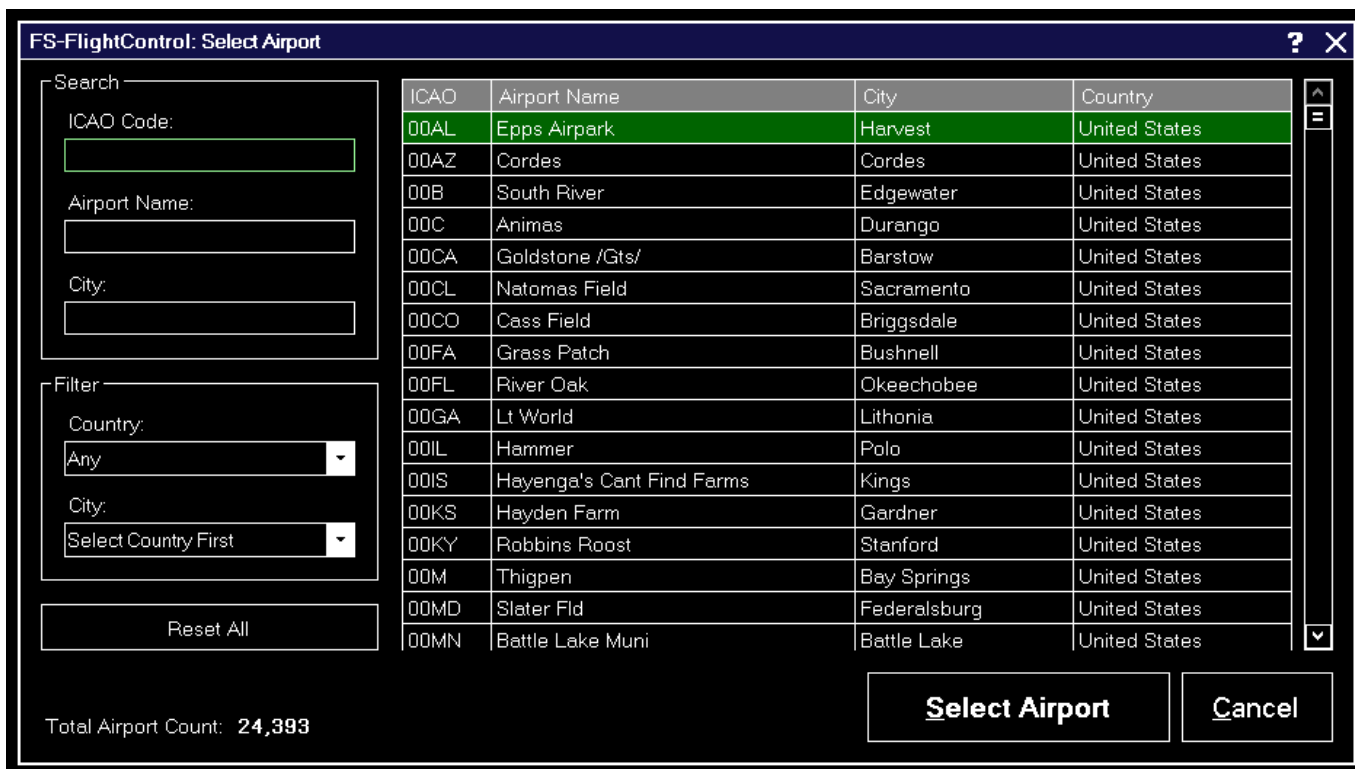 FS-FlightControl: Select Airport ? X
Search
ICAO Code:
Airport Name:
City:
Filter
Country:
Any
City:
Select Country First
Reset All
Total Airport Count: 24,393
ICAO Airport Name City Country
00AL Epps Airpark Harvest United States
00AZ Cordes Cordes United States
00B South River Edgewater United States
00C Animas Durango United States
00CA Goldstone /Gts/ Barstow United States
00CL Natomas Field Sacramento United States
00CO Cass Field Briggsdale United States
00FA Grass Patch Bushnell United States
00FL River Oak Okeechobee United States
00GA Lt World Lithonia United States
00IL Hammer Polo United States
00IS Hayenga's Cant Find Farms Kings United States
00KS Hayden Farm Gardner United States
00KY Robbins Roost Stanford United States
00M Thigpen Bay Springs United States
00MD Slater Fld Federalsburg United States
00MN Battle Lake Muni Battle Lake United States
Select Airport Cancel